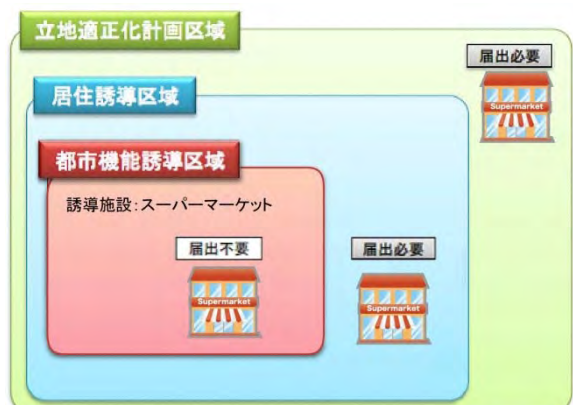 立地適正化計画区域
届出必要
Supermarket
居住誘導区域
都市機能誘導区域
誘導施設：スーパーマーケット
届出不要
届出必要
Supermarket
Supermarket